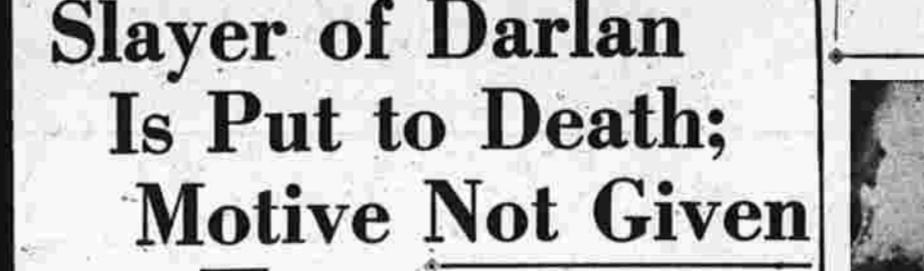 Slayer of Darlan
Is Put to Death;
Motive Not Given